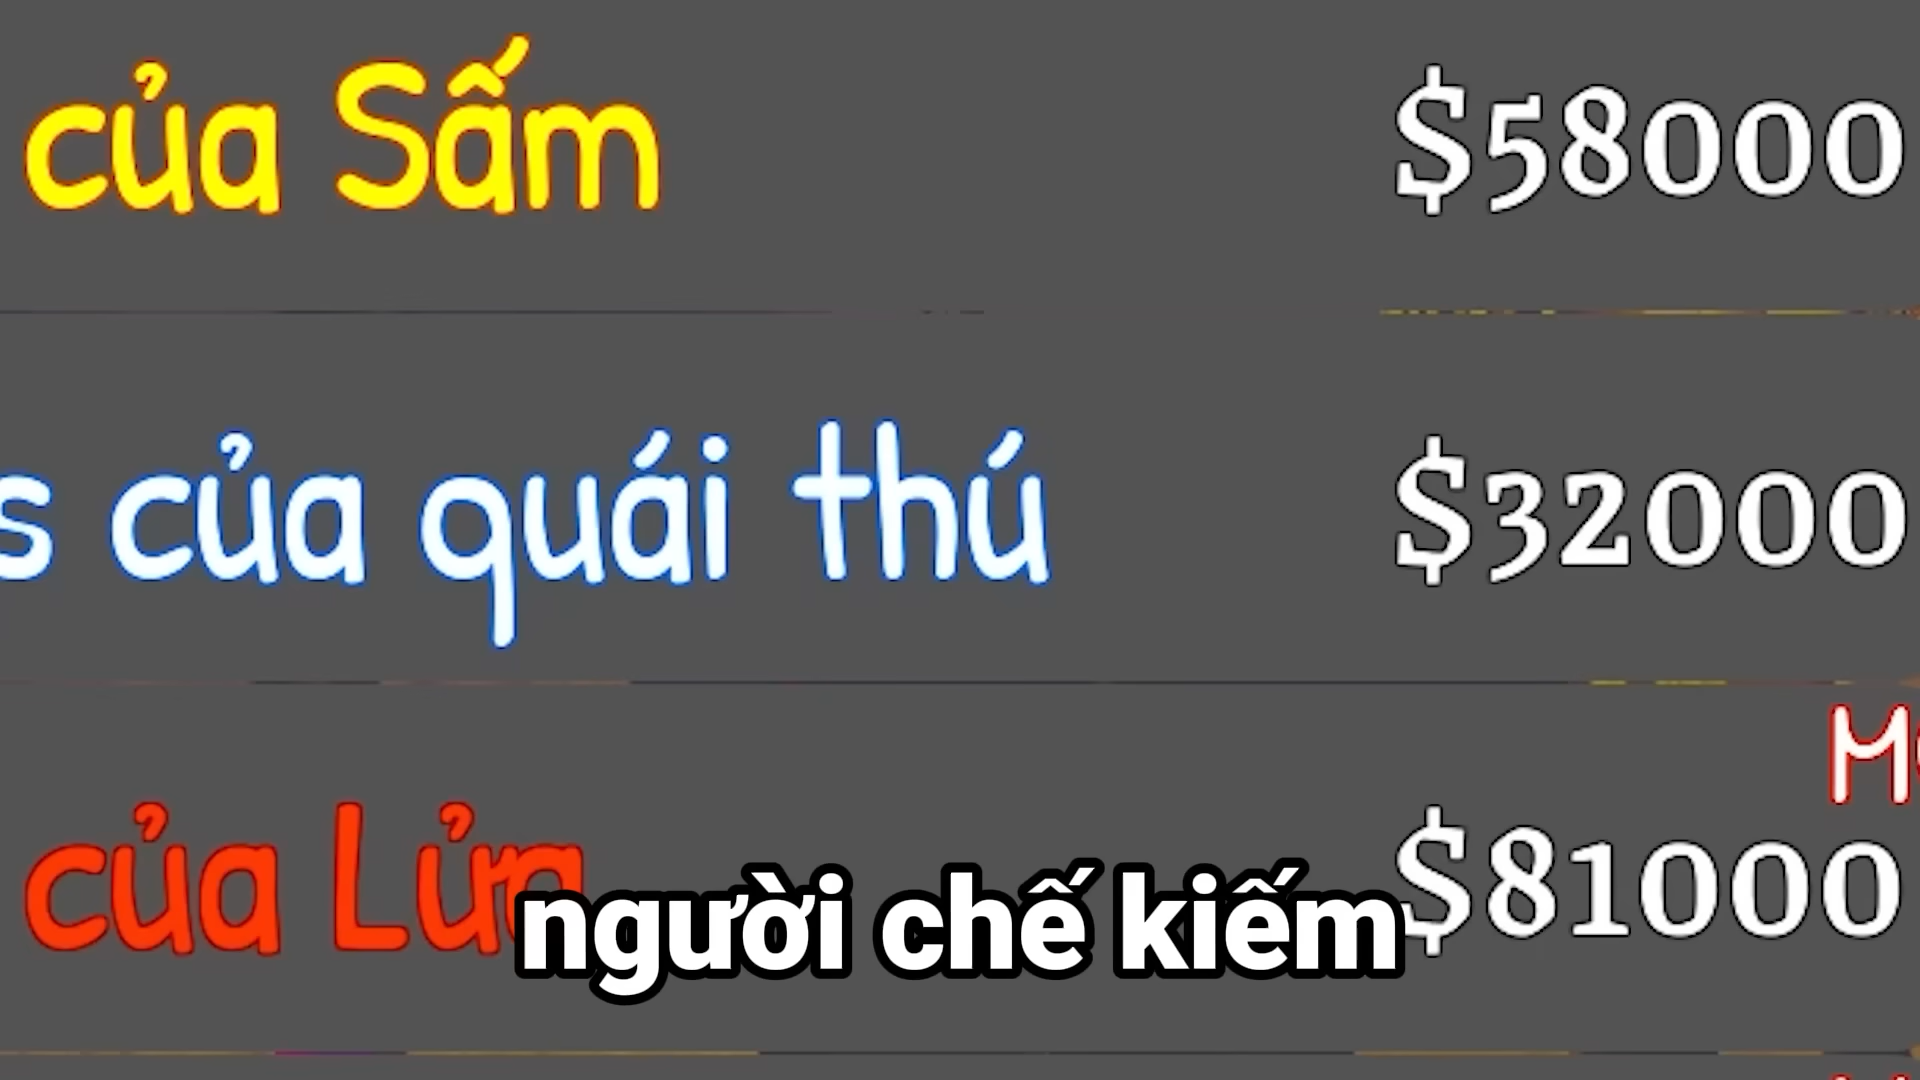 của Sấm $58000
s của quái thú $32000
của Lửa $81000
người chế kiếm